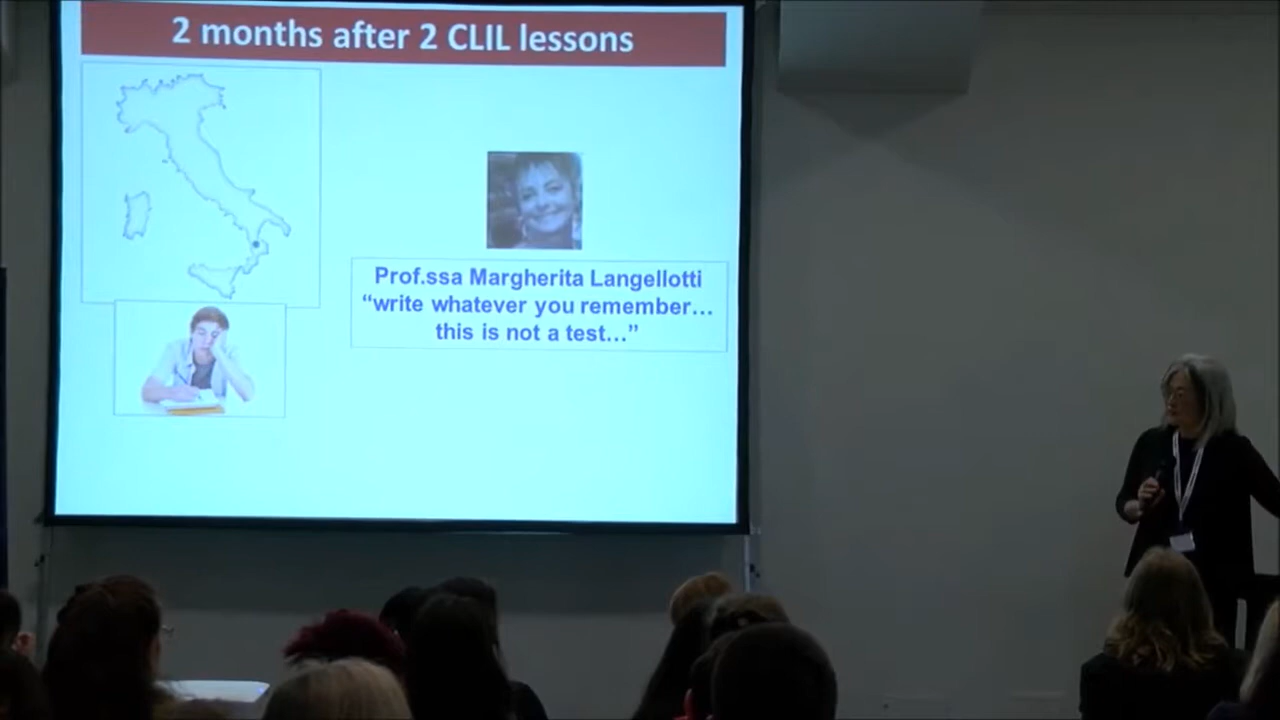 2 months after 2 CLIL lessons
Prof.ssa Margherita Langellotti
“write whatever you remember…
this is not a test…”